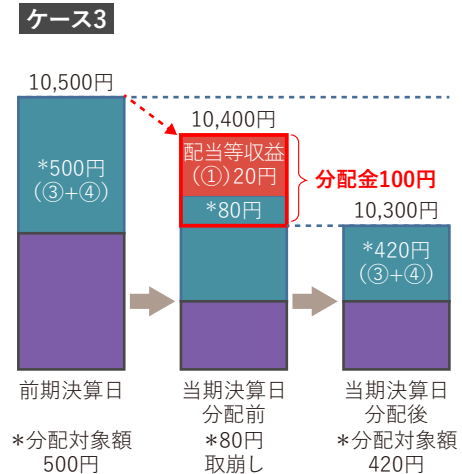 ケース3
10,500円
*500円
(③+④)
10,400円
配当等収益
(①)20円
*80円
分配金100円
10,300円
*420円
(③+④)
前期決算日
当期決算日
分配前
当期決算日
分配後
*分配対象額
500円
*80円
取崩し
*分配対象額
420円